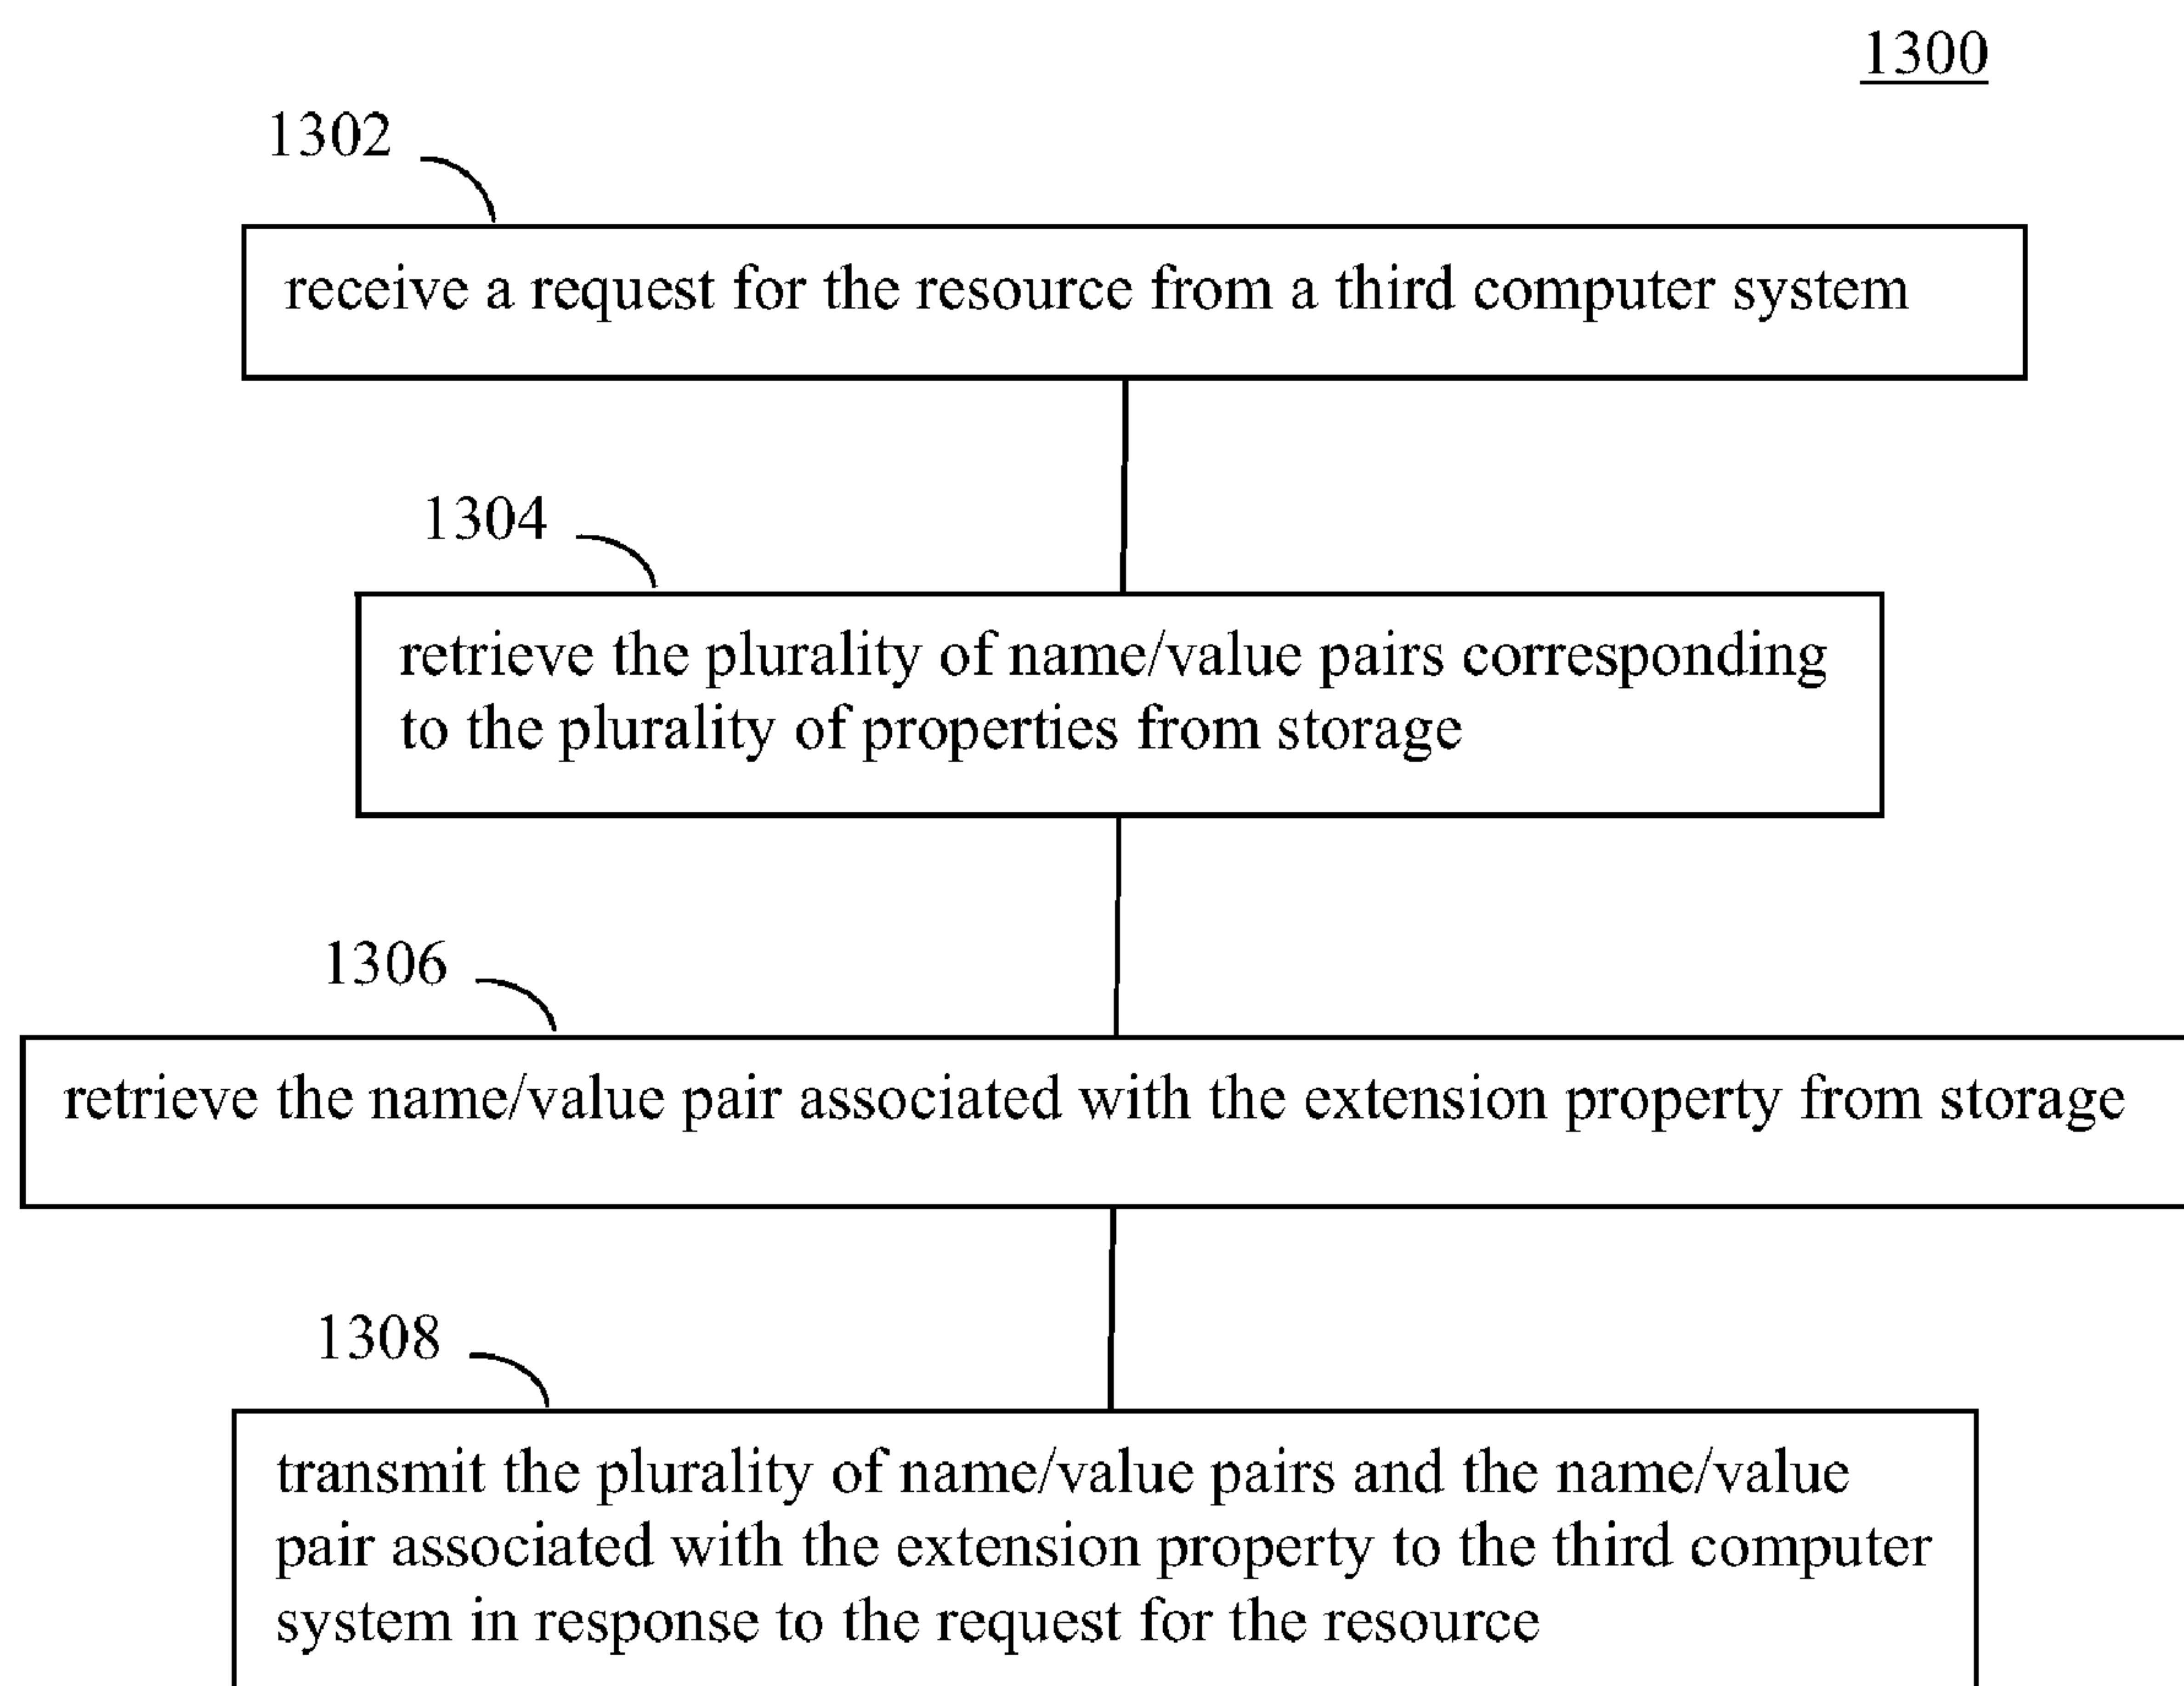 1300
1302
receive a request for the resource from a third computer system
1304
retrieve the plurality of name/value pairs corresponding
to the plurality of properties from storage
1306
retrieve the name/value pair associated with the extension property from storage
1308
transmit the plurality of name/value pairs and the name/value
pair associated with the extension property to the third computer
system in response to the request for the resource